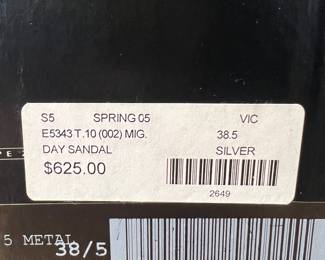 S5 SPRING 05 VIC
E5343 T.10 (002) MIG. 38.5
DAY SANDAL SILVER
$625.00
2649
5 METAL
38/5